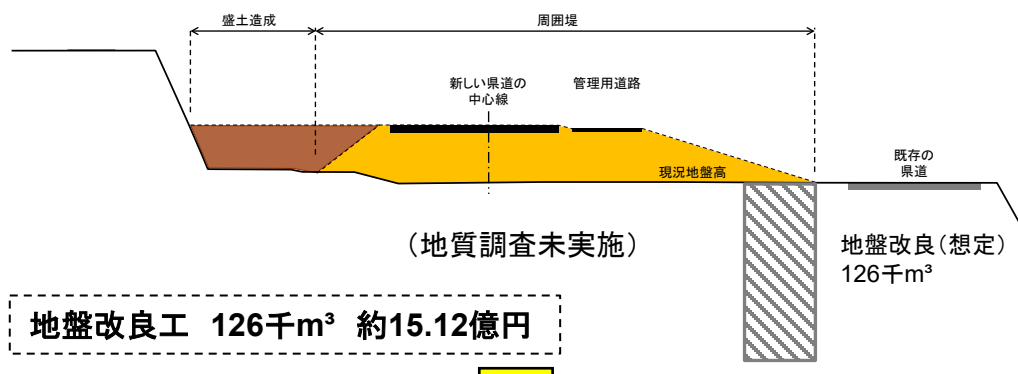 盛土造成
周囲堤
新しい県道の
中心線
管理用道路
現況地盤高
既存の
県道
（地質調査未実施）
地盤改良（想定）
126千m³
地盤改良工 126千m³ 約15.12億円